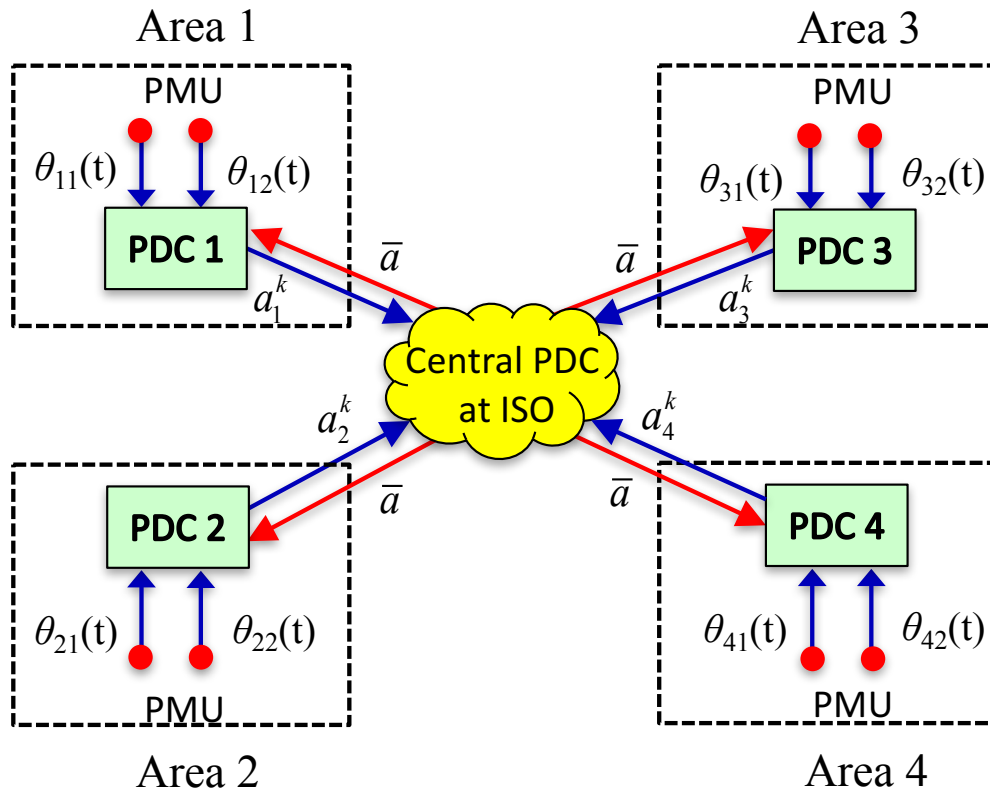 Area 1
PMU
θ₁₁(t)
θ₁₂(t)
PDC 1
a̅
a₁ᵏ
Area 3
PMU
θ₃₁(t)
θ₃₂(t)
PDC 3
a̅
a₃ᵏ
Central PDC
at ISO
a₂ᵏ
a̅
PDC 2
θ₂₁(t)
θ₂₂(t)
PMU
Area 2
a₄ᵏ
a̅
PDC 4
θ₄₁(t)
θ₄₂(t)
PMU
Area 4